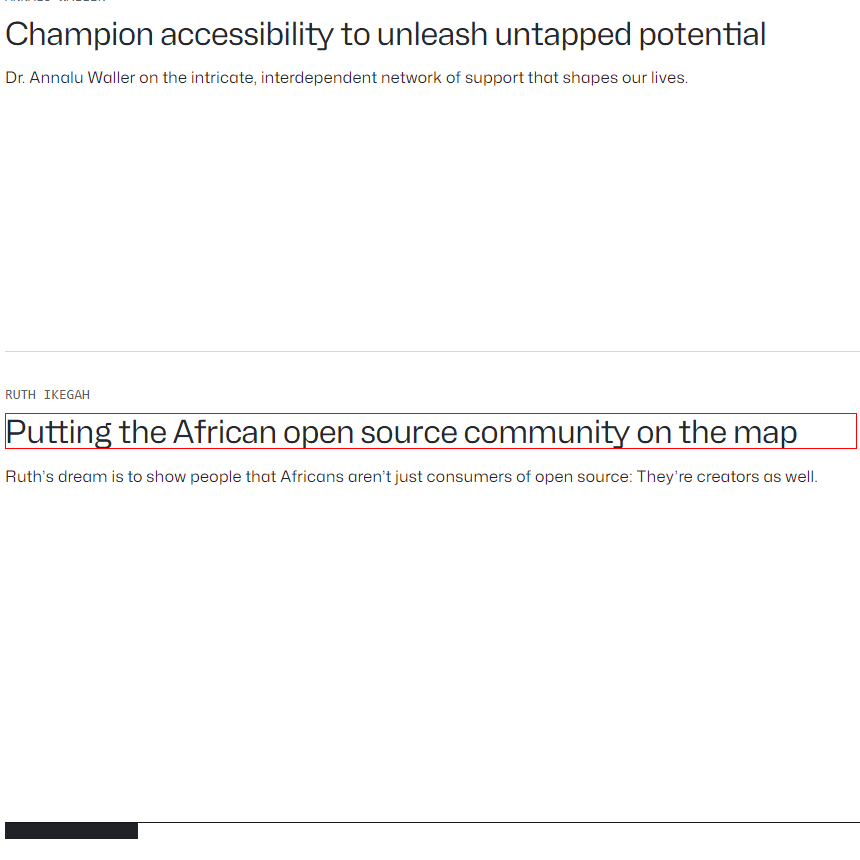 Champion accessibility to unleash untapped potential
Dr. Annalu Waller on the intricate, interdependent network of support that shapes our lives.
RUTH IKEGAH
Putting the African open source community on the map
Ruth's dream is to show people that Africans aren't just consumers of open source: They're creators as well.